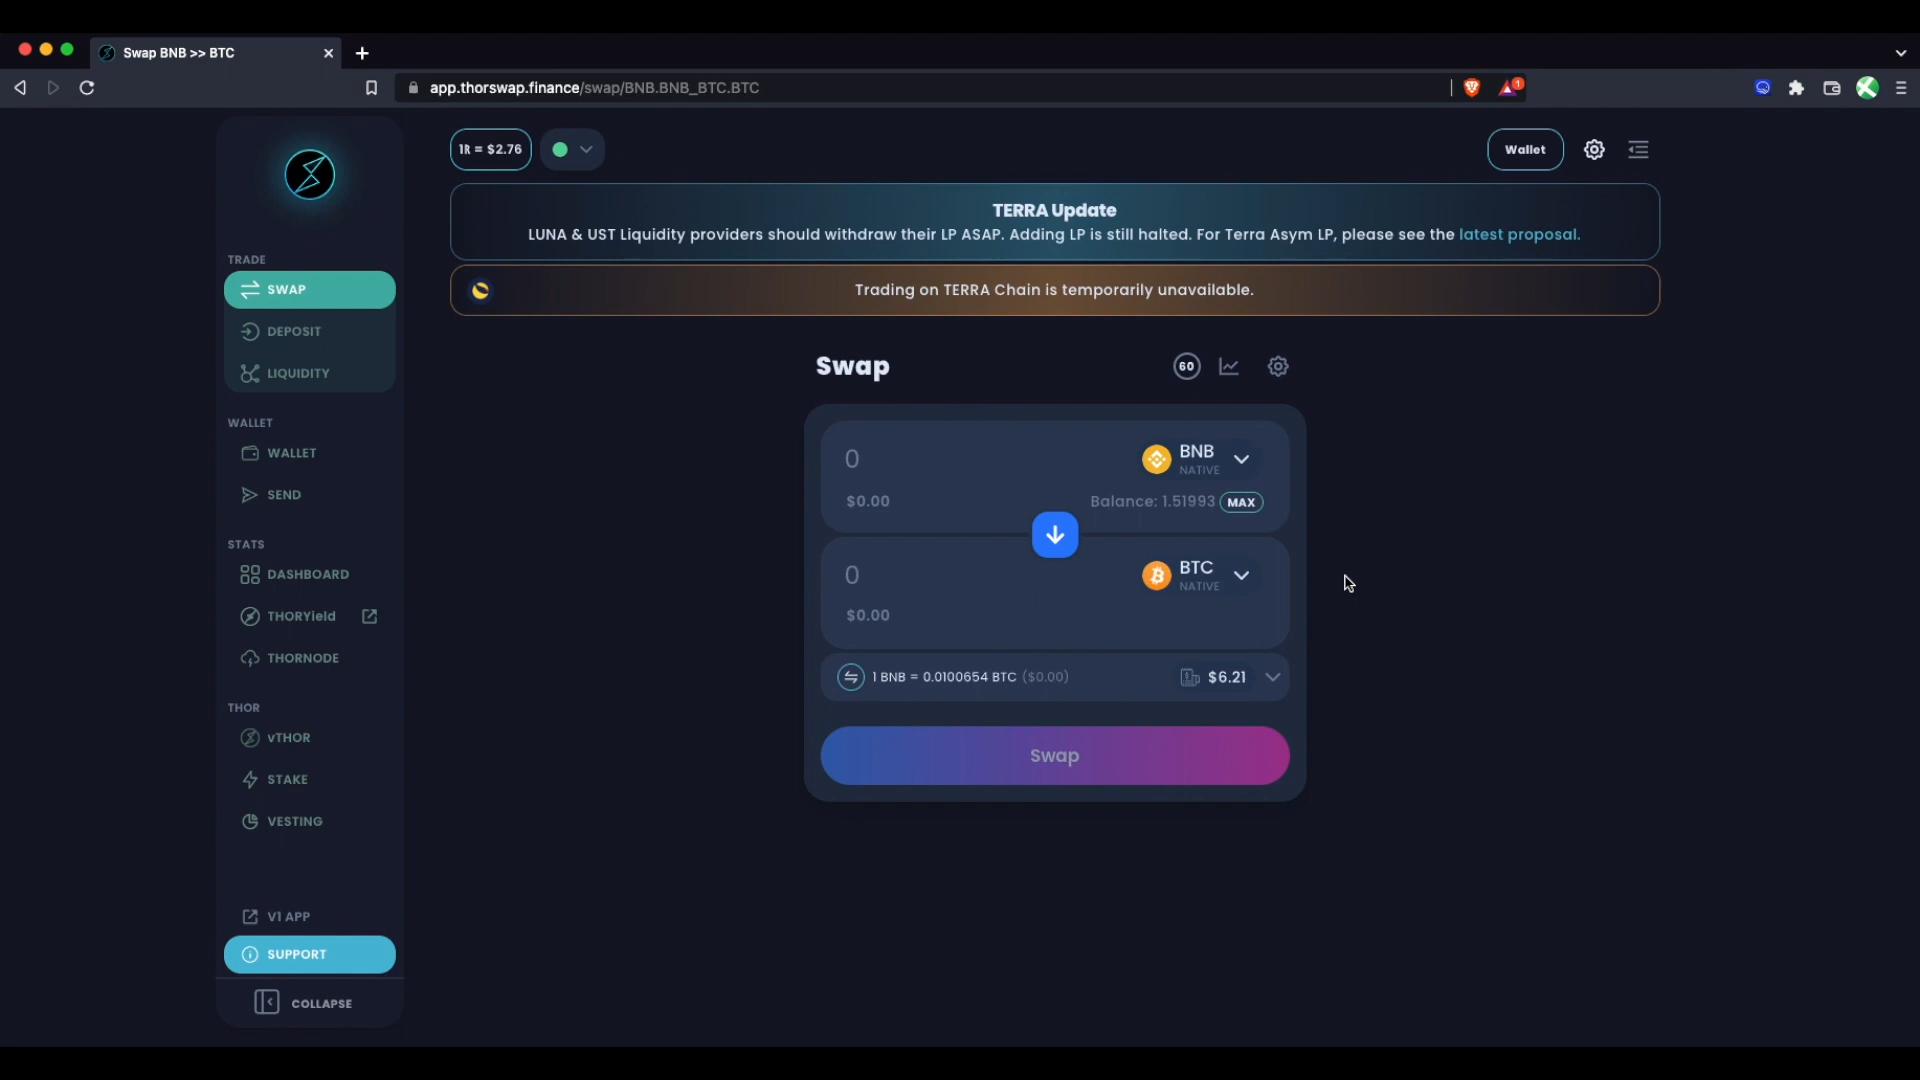 Swap BNB >> BTC
app.thorswap.finance/swap/BNB.BNB_BTC.BTC
1
1R = $2.76
Wallet
TERRA Update
LUNA & UST Liquidity providers should withdraw their LP ASAP. Adding LP is still halted. For Terra Asym LP, please see the latest proposal.
Trading on TERRA Chain is temporarily unavailable.
TRADE
SWAP
DEPOSIT
LIQUIDITY
WALLET
WALLET
SEND
STATS
DASHBOARD
THORYield
THORNODE
THOR
vTHOR
STAKE
VESTING
V1 APP
SUPPORT
COLLAPSE
Swap
60
0
BNB
NATIVE
$0.00
Balance: 1.51993 MAX
0
BTC
NATIVE
$0.00
1 BNB = 0.0100654 BTC ($0.00)
$6.21
Swap